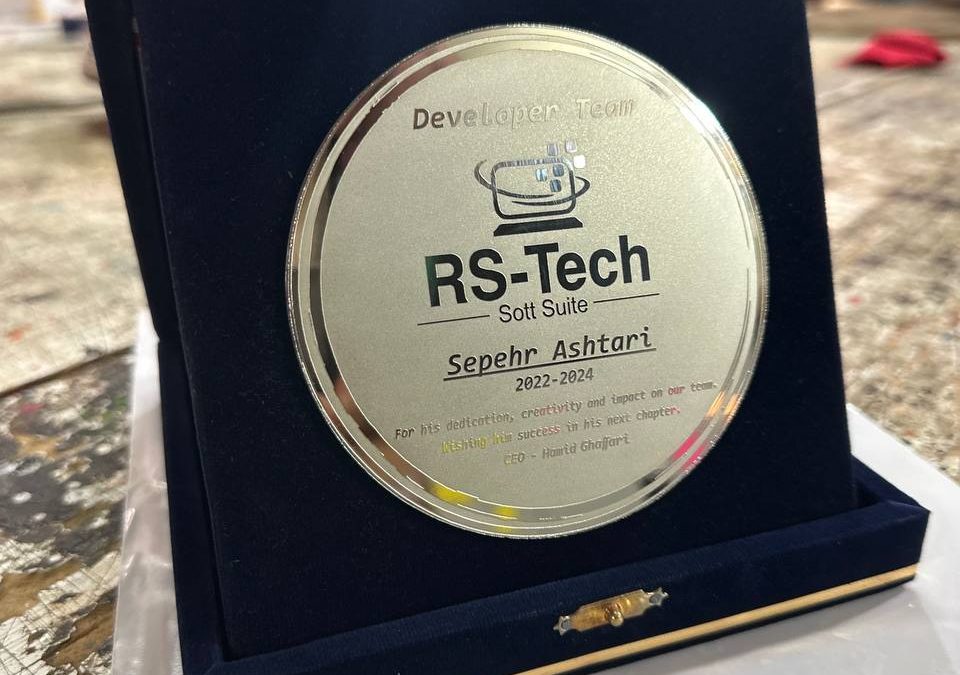 Developer Team
RS-Tech
Sott Suite
Sepehr Ashtari
2022-2024
For his dedication, creativity and impact on our team.
Wishing him success in his next chapter.
CEO - Hamid Ghaffari